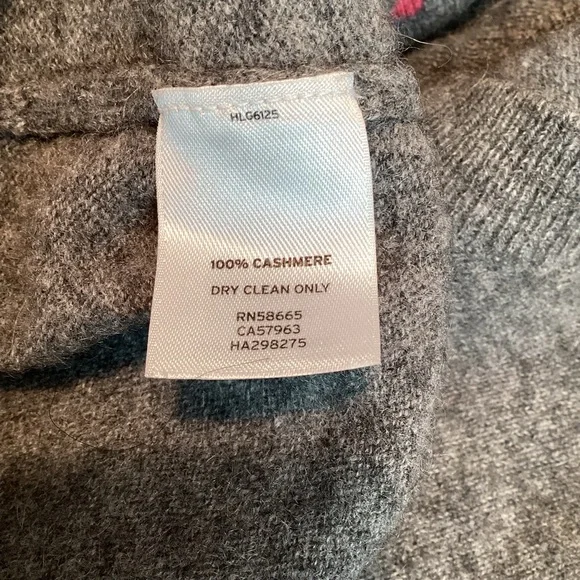 HLG6125
100% CASHMERE
DRY CLEAN ONLY
RN58665
CA57963
HA298275